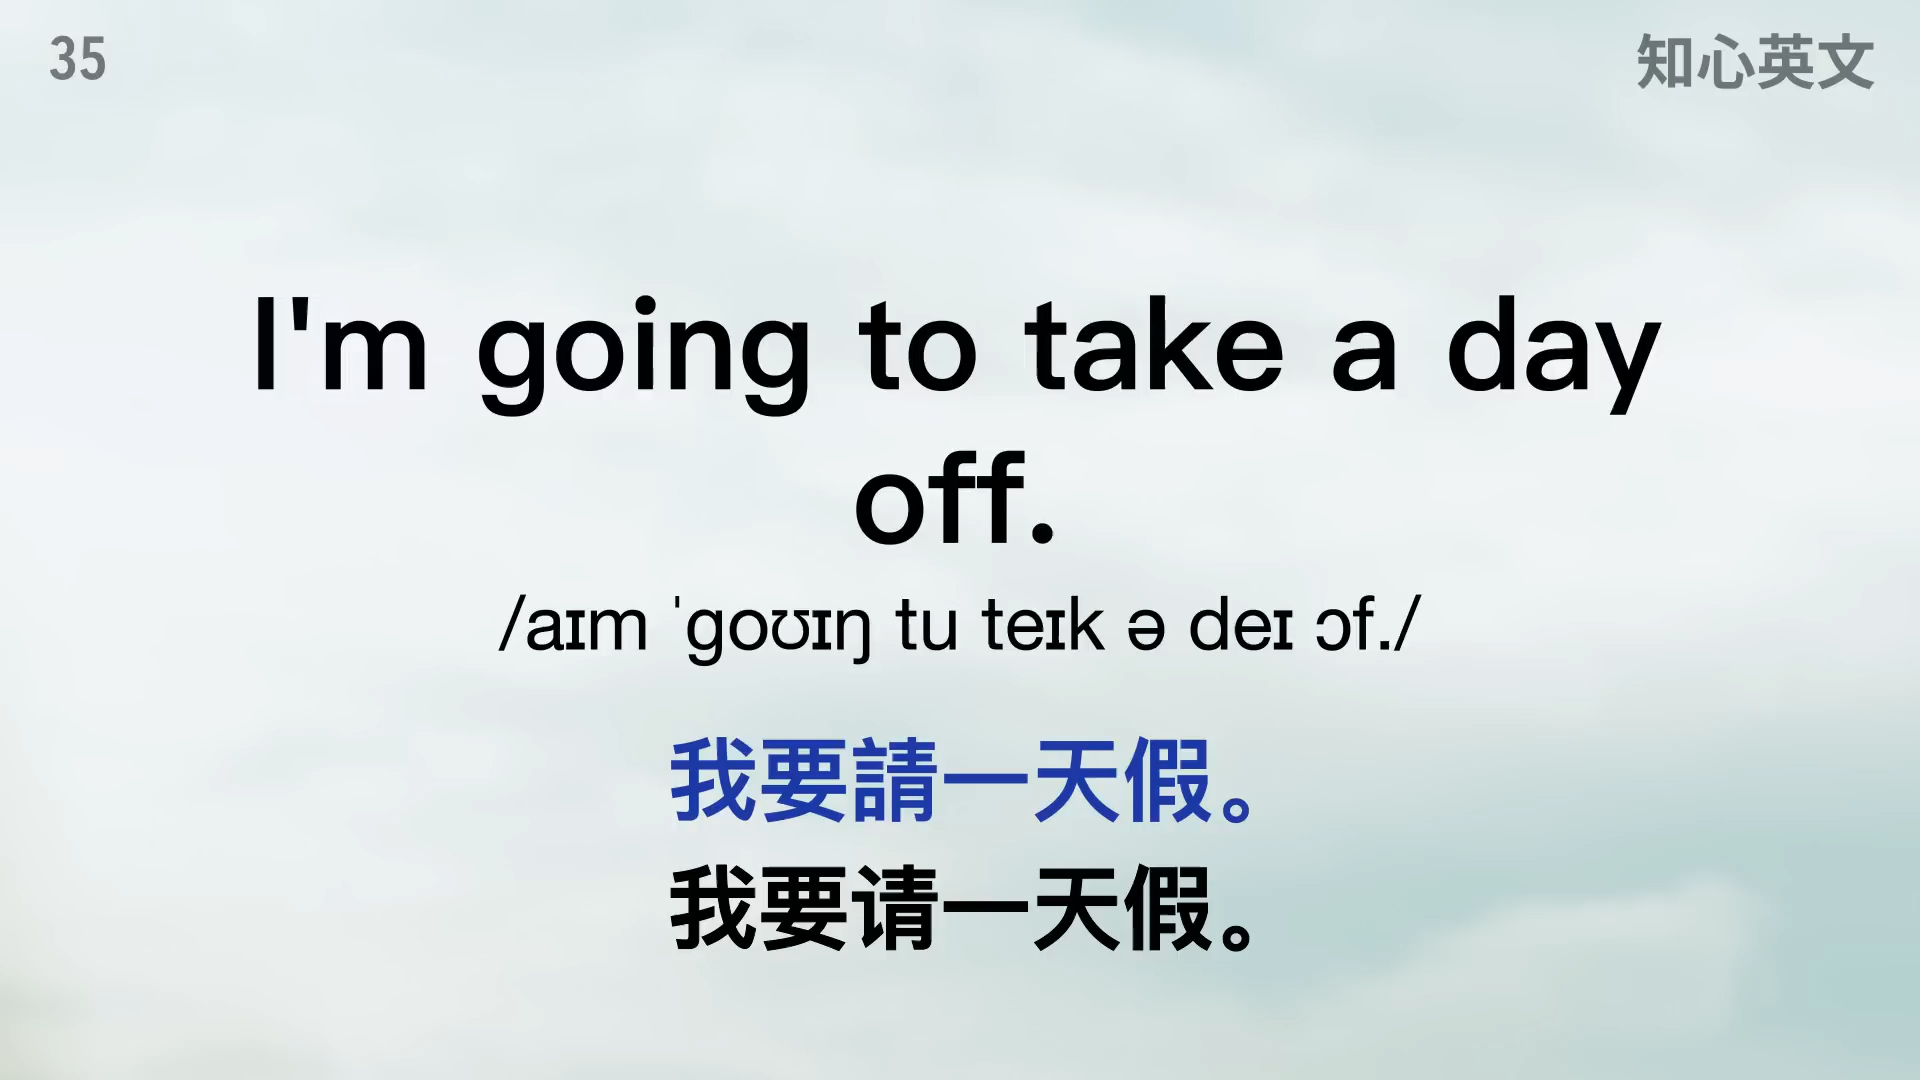 35
知心英文
I'm going to take a day
off.
/aɪm ˈɡoʊɪŋ tu teɪk ə deɪ ɔf./
我要請一天假。
我要请一天假。